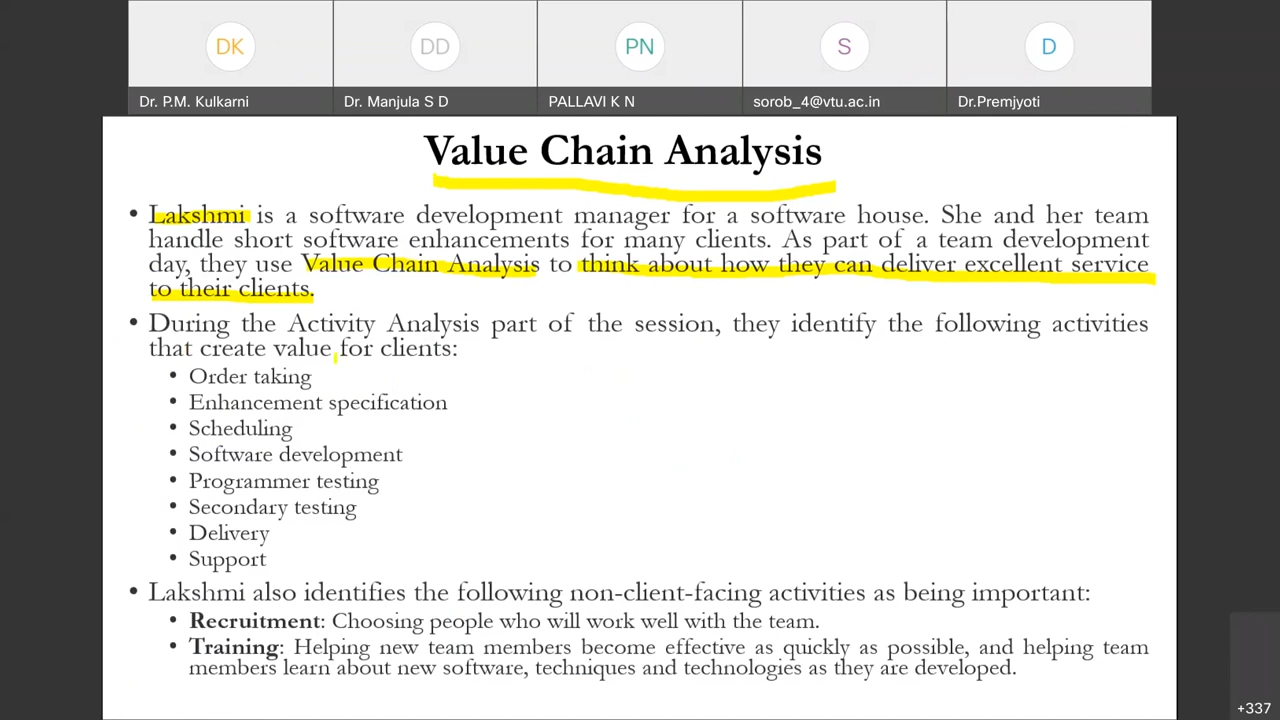 DK
DD
PN
S
D
Dr. P.M. Kulkarni
Dr. Manjula S D
PALLAVI K N
sorob_4@vtu.ac.in
Dr.Premjyoti
Value Chain Analysis
• Lakshmi is a software development manager for a software house. She and her team
handle short software enhancements for many clients. As part of a team development
day, they use Value Chain Analysis to think about how they can deliver excellent service
to their clients.
• During the Activity Analysis part of the session, they identify the following activities
that create value for clients:
• Order taking
• Enhancement specification
• Scheduling
• Software development
• Programmer testing
• Secondary testing
• Delivery
• Support
• Lakshmi also identifies the following non-client-facing activities as being important:
• Recruitment: Choosing people who will work well with the team.
• Training: Helping new team members become effective as quickly as possible, and helping team
members learn about new software, techniques and technologies as they are developed.
+337